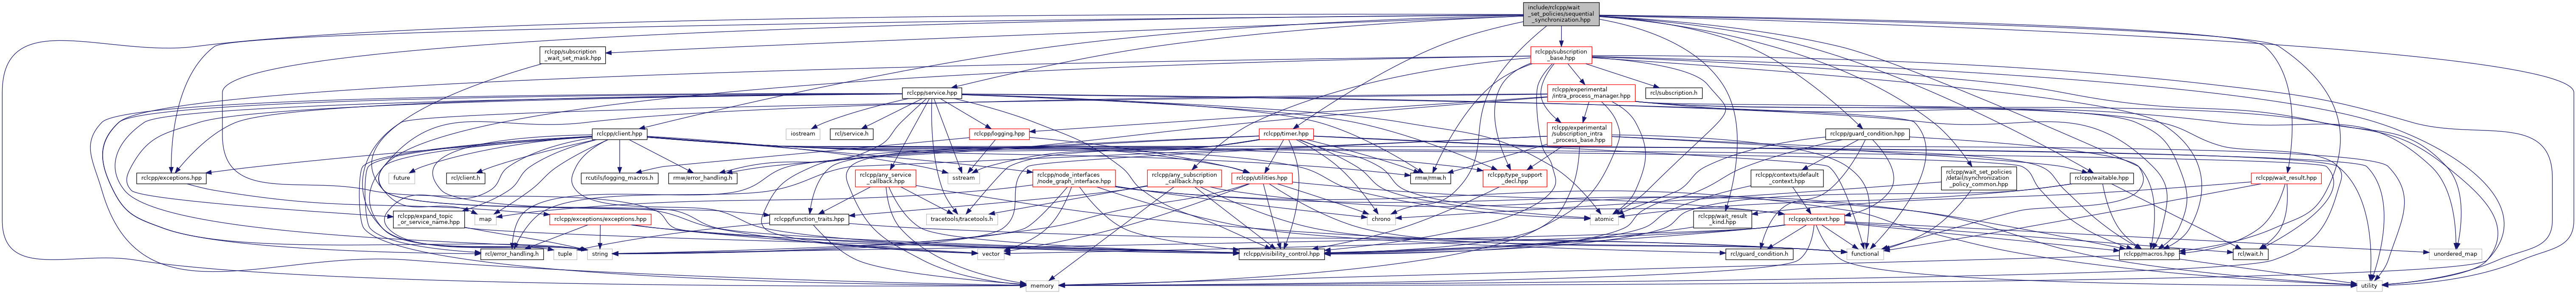 include/rclcpp/wait
_set_policies/sequential
_synchronization.hpp
rclcpp/subscription
_wait_set_mask.hpp
rclcpp/subscription
_base.hpp
rclcpp/service.hpp
rclcpp/experimental
/intra_process_manager.hpp
rcl/subscription.h
iostream
rcl/service.h
rclcpp/logging.hpp
rclcpp/client.hpp
rclcpp/timer.hpp
rclcpp/experimental
/subscription_intra
_process_base.hpp
rclcpp/guard_condition.hpp
rclcpp/exceptions.hpp
future
rcl/client.h
rcutils/logging_macros.h
rmw/error_handling.h
rclcpp/any_service
_callback.hpp
sstream
rclcpp/node_interfaces
/node_graph_interface.hpp
rclcpp/any_subscription
_callback.hpp
rclcpp/utilities.hpp
rmw/rmw.h
rclcpp/type_support
_decl.hpp
rclcpp/contexts/default
_context.hpp
rclcpp/wait_set_policies
/detail/synchronization
_policy_common.hpp
rclcpp/waitable.hpp
rclcpp/wait_result.hpp
rclcpp/expand_topic
_or_service_name.hpp
map
rclcpp/exceptions/exceptions.hpp
rclcpp/function_traits.hpp
tracetools/tracetools.h
chrono
atomic
rclcpp/wait_result
_kind.hpp
rclcpp/context.hpp
rcl/error_handling.h
tuple
string
vector
rclcpp/visibility_control.hpp
rcl/guard_condition.h
functional
rclcpp/macros.hpp
rcl/wait.h
unordered_map
memory
utility